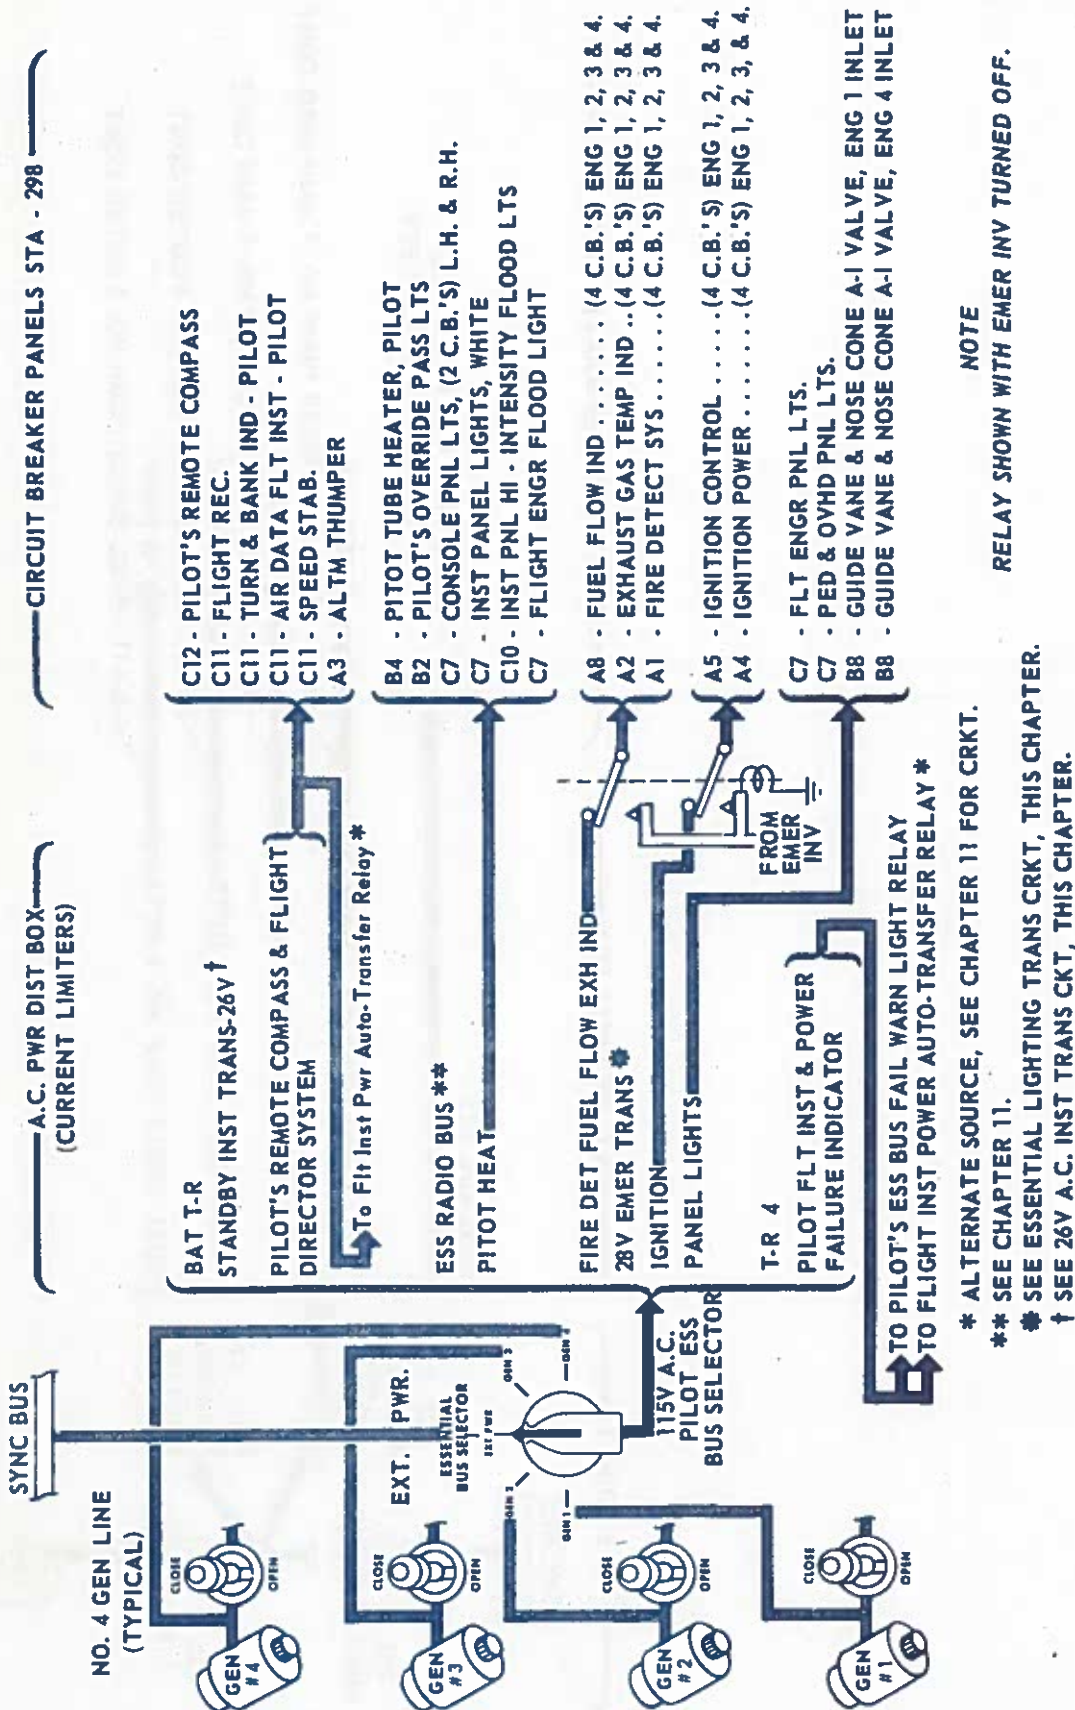 SYNC BUS
NO. 4 GEN LINE
(TYPICAL)
CLOSE
OPEN
GEN
#4
CLOSE
OPEN
GEN
#3
CLOSE
OPEN
GEN
#2
CLOSE
OPEN
GEN
#1
EXT. PWR.
ESSENTIAL
BUS SELECTOR
EXT PWR
GEN 1
GEN 2
GEN 3
GEN 4
115V A.C.
PILOT ESS
BUS SELECTOR
A.C. PWR DIST BOX
(CURRENT LIMITERS)
BAT T-R
STANDBY INST TRANS-26V †
PILOT'S REMOTE COMPASS & FLIGHT
DIRECTOR SYSTEM
To Flt Inst Pwr Auto-Transfer Relay *
ESS RADIO BUS **
PITOT HEAT
FIRE DET FUEL FLOW EXH IND
28V EMER TRANS ✱
IGNITION
PANEL LIGHTS
T-R 4
PILOT FLT INST & POWER
FAILURE INDICATOR
TO PILOT'S ESS BUS FAIL WARN LIGHT RELAY
TO FLIGHT INST POWER AUTO-TRANSFER RELAY *
FROM
EMER
INV
CIRCUIT BREAKER PANELS STA - 298
C12 - PILOT'S REMOTE COMPASS
C11 - FLIGHT REC.
C11 - TURN & BANK IND - PILOT
C11 - AIR DATA FLT INST - PILOT
C11 - SPEED STAB.
A3 - ALTM THUMPER
B4 - PITOT TUBE HEATER, PILOT
B2 - PILOT'S OVERRIDE PASS LTS
C7 - CONSOLE PNL LTS, (2 C.B.'S) L.H. & R.H.
C7 - INST PANEL LIGHTS, WHITE
C10 - INST PNL HI - INTENSITY FLOOD LTS
C7 - FLIGHT ENGR FLOOD LIGHT
A8 - FUEL FLOW IND ....... (4 C.B.'S) ENG 1, 2, 3 & 4.
A2 - EXHAUST GAS TEMP IND .. (4 C.B.'S) ENG 1, 2, 3 & 4.
A1 - FIRE DETECT SYS. ...... (4 C.B.'S) ENG 1, 2, 3 & 4.
A5 - IGNITION CONTROL ..... (4 C.B.'S) ENG 1, 2, 3 & 4.
A4 - IGNITION POWER ....... (4 C.B.'S) ENG 1, 2, 3, & 4.
C7 - FLT ENGR PNL LTS.
C7 - PED & OVHD PNL LTS.
B8 - GUIDE VANE & NOSE CONE A-I VALVE, ENG 1 INLET
B8 - GUIDE VANE & NOSE CONE A-I VALVE, ENG 4 INLET
NOTE
RELAY SHOWN WITH EMER INV TURNED OFF.
* ALTERNATE SOURCE, SEE CHAPTER 11 FOR CRKT.
** SEE CHAPTER 11.
✱ SEE ESSENTIAL LIGHTING TRANS CRKT, THIS CHAPTER.
† SEE 26V A.C. INST TRANS CKT, THIS CHAPTER.